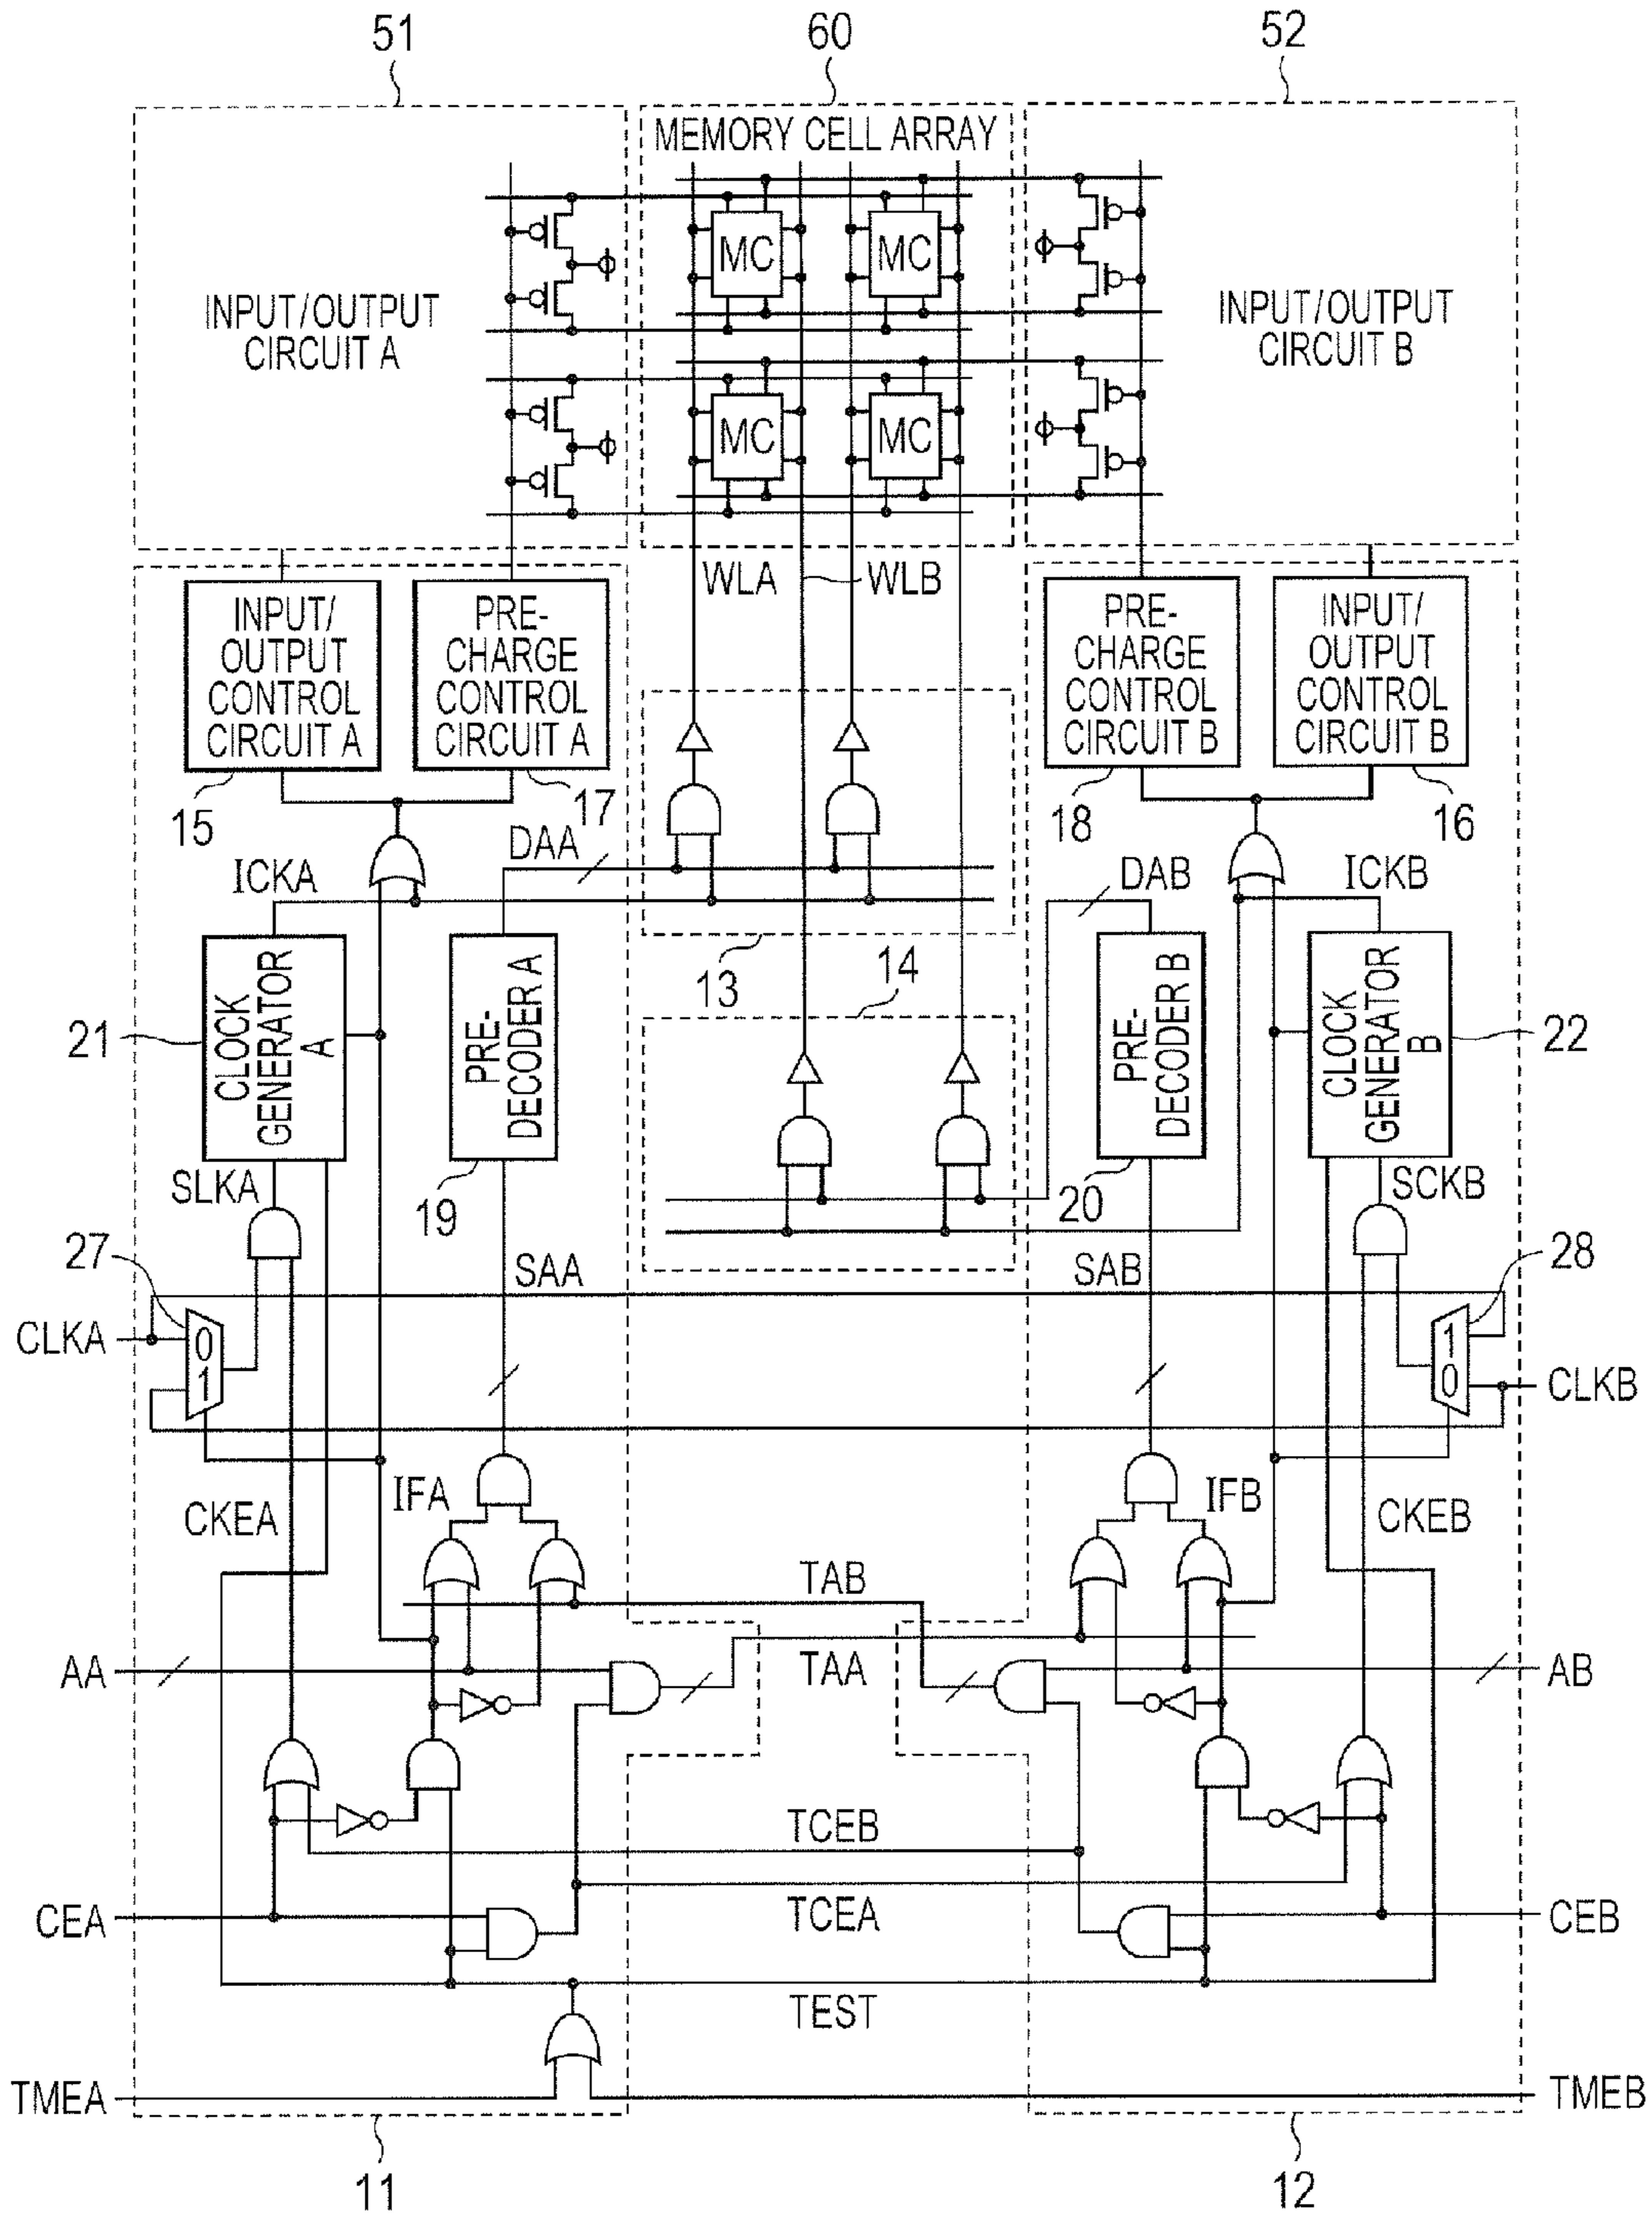 51
60
52
MEMORY CELL ARRAY
MC
MC
INPUT/OUTPUT
CIRCUIT A
INPUT/OUTPUT
CIRCUIT B
MC
MC
WLA
WLB
INPUT/
OUTPUT
CONTROL
CIRCUIT A
PRE-
CHARGE
CONTROL
CIRCUIT A
PRE-
CHARGE
CONTROL
CIRCUIT B
INPUT/
OUTPUT
CONTROL
CIRCUIT B
15
17
18
16
DAA
ICKA
DAB
ICKB
13
14
21
CLOCK
GENERATOR
A
PRE-
DECODER A
PRE-
DECODER B
CLOCK
GENERATOR
B
22
SLKA
19
20
SCKB
27
SAA
SAB
28
CLKA
0
1
1
0
CLKB
CKEA
IFA
IFB
CKEB
TAB
AA
TAA
AB
TCEB
CEA
TCEA
CEB
TEST
TMEA
TMEB
11
12